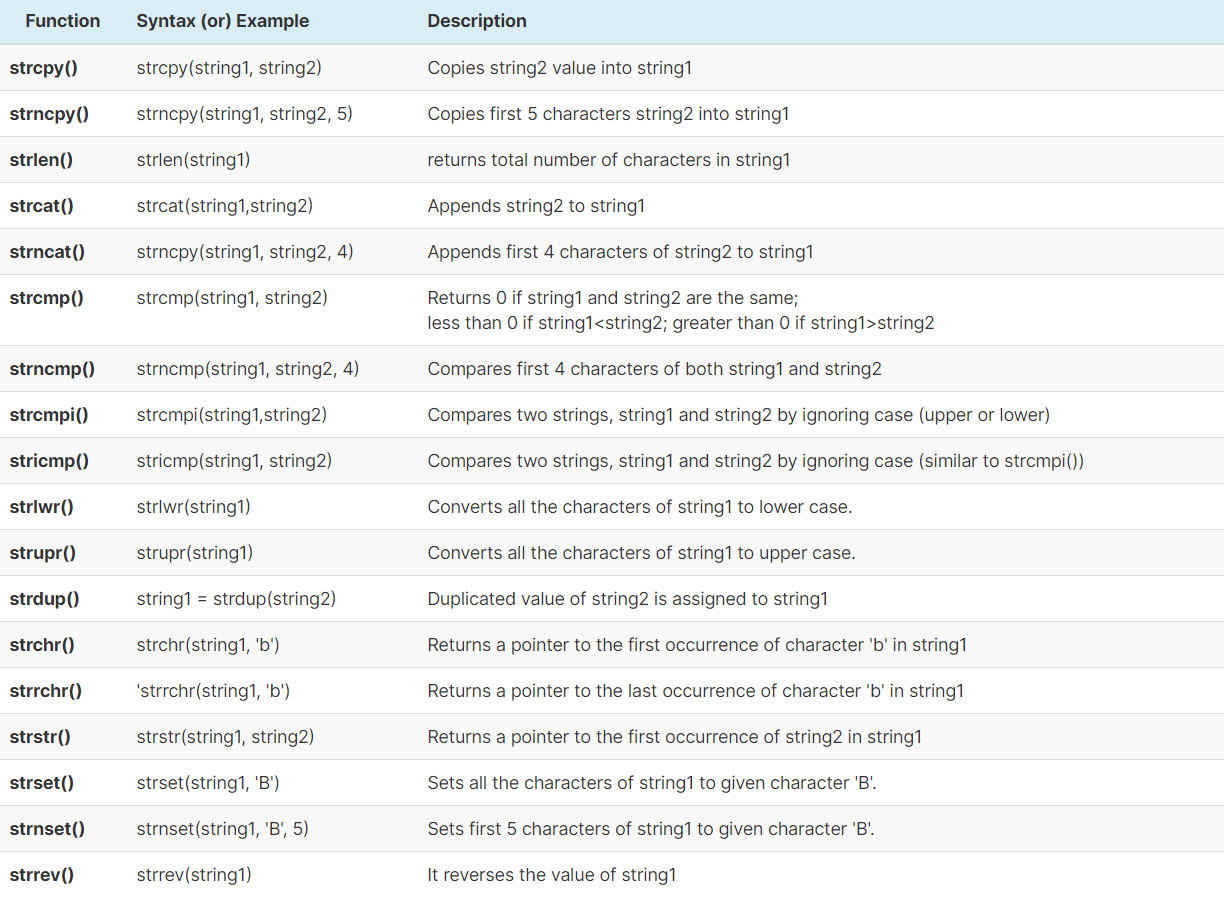 Function Syntax (or) Example Description
strcpy() strcpy(string1, string2) Copies string2 value into string1
strncpy() strncpy(string1, string2, 5) Copies first 5 characters string2 into string1
strlen() strlen(string1) returns total number of characters in string1
strcat() strcat(string1,string2) Appends string2 to string1
strncat() strncpy(string1, string2, 4) Appends first 4 characters of string2 to string1
strcmp() strcmp(string1, string2) Returns 0 if string1 and string2 are the same;
less than 0 if string1<string2; greater than 0 if string1>string2
strncmp() strncmp(string1, string2, 4) Compares first 4 characters of both string1 and string2
strcmpi() strcmpi(string1,string2) Compares two strings, string1 and string2 by ignoring case (upper or lower)
stricmp() stricmp(string1, string2) Compares two strings, string1 and string2 by ignoring case (similar to strcmpi())
strlwr() strlwr(string1) Converts all the characters of string1 to lower case.
strupr() strupr(string1) Converts all the characters of string1 to upper case.
strdup() string1 = strdup(string2) Duplicated value of string2 is assigned to string1
strchr() strchr(string1, 'b') Returns a pointer to the first occurrence of character 'b' in string1
strrchr() 'strrchr(string1, 'b') Returns a pointer to the last occurrence of character 'b' in string1
strstr() strstr(string1, string2) Returns a pointer to the first occurrence of string2 in string1
strset() strset(string1, 'B') Sets all the characters of string1 to given character 'B'.
strnset() strnset(string1, 'B', 5) Sets first 5 characters of string1 to given character 'B'.
strrev() strrev(string1) It reverses the value of string1